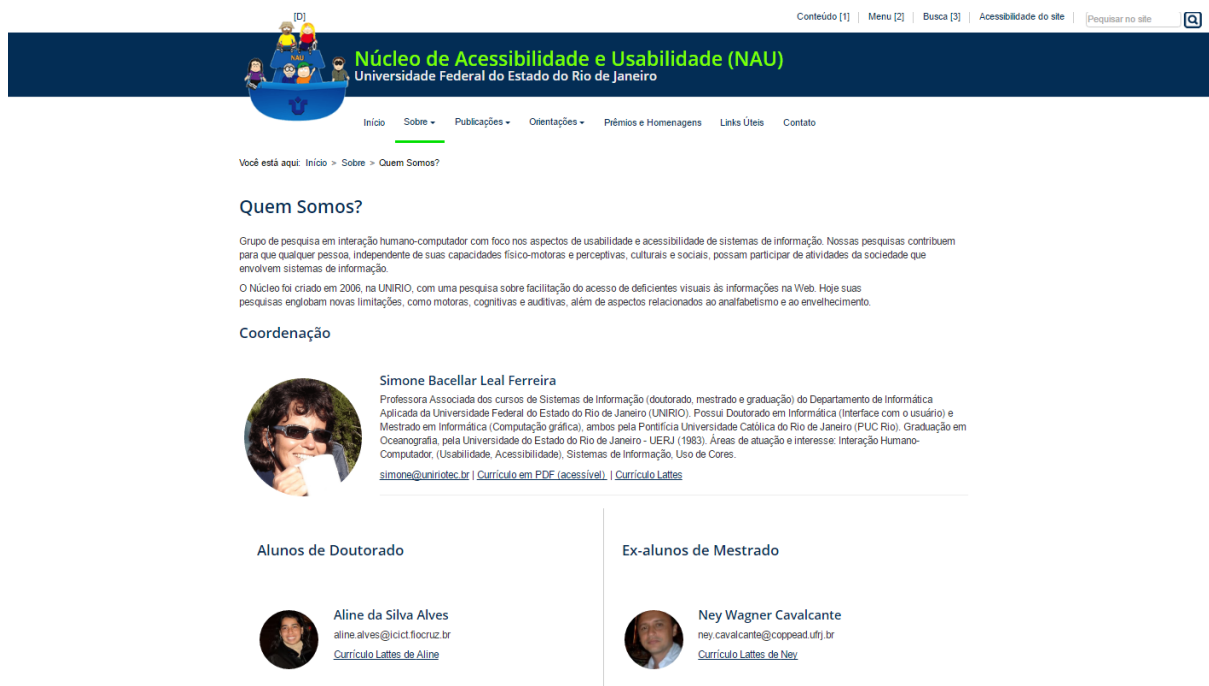 [D]
Conteúdo [1] | Menu [2] | Busca [3] | Acessibilidade do site | Pesquisar no site
NAU
Núcleo de Acessibilidade e Usabilidade (NAU)
Universidade Federal do Estado do Rio de Janeiro
Início Sobre Publicações Orientações Prêmios e Homenagens Links Úteis Contato
Você está aqui: Início > Sobre > Quem Somos?
Quem Somos?
Grupo de pesquisa em interação humano-computador com foco nos aspectos de usabilidade e acessibilidade de sistemas de informação. Nossas pesquisas contribuem
para que qualquer pessoa, independente de suas capacidades físico-motoras e perceptivas, culturais e sociais, possam participar de atividades da sociedade que
envolvem sistemas de informação.
O Núcleo foi criado em 2006, na UNIRIO, com uma pesquisa sobre facilitação do acesso de deficientes visuais às informações na Web. Hoje suas
pesquisas englobam novas limitações, como motoras, cognitivas e auditivas, além de aspectos relacionados ao analfabetismo e ao envelhecimento.
Coordenação
Simone Bacellar Leal Ferreira
Professora Associada dos cursos de Sistemas de Informação (doutorado, mestrado e graduação) do Departamento de Informática
Aplicada da Universidade Federal do Estado do Rio de Janeiro (UNIRIO). Possui Doutorado em Informática (Interface com o usuário) e
Mestrado em Informática (Computação gráfica), ambos pela Pontifícia Universidade Católica do Rio de Janeiro (PUC Rio). Graduação em
Oceanografia, pela Universidade do Estado do Rio de Janeiro - UERJ (1983). Áreas de atuação e interesse: Interação Humano-
Computador, (Usabilidade, Acessibilidade), Sistemas de Informação, Uso de Cores.
simone@uniriotec.br | Currículo em PDF (acessível) | Currículo Lattes
Alunos de Doutorado
Aline da Silva Alves
aline.alves@icict.fiocruz.br
Currículo Lattes de Aline
Ex-alunos de Mestrado
Ney Wagner Cavalcante
ney.cavalcante@coppead.ufrj.br
Currículo Lattes de Ney